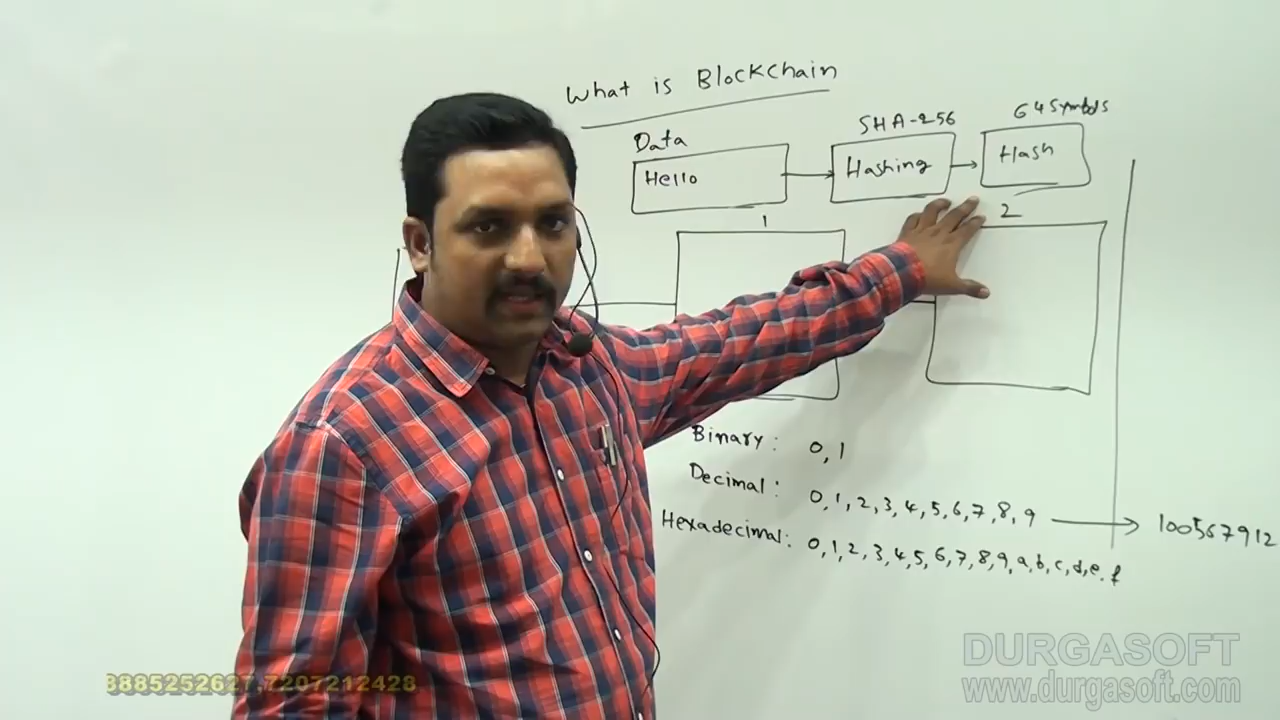 What is BlockChain
SHA-256
64 Symbols
Data
Hello
Hashing
Hash
1
2
Binary: 0, 1
Decimal: 0, 1, 2, 3, 4, 5, 6, 7, 8, 9
100567912
Hexadecimal: 0, 1, 2, 3, 4, 5, 6, 7, 8, 9, a, b, c, d, e, f
DURGASOFT
www.durgasoft.com
8885252627,7207212428